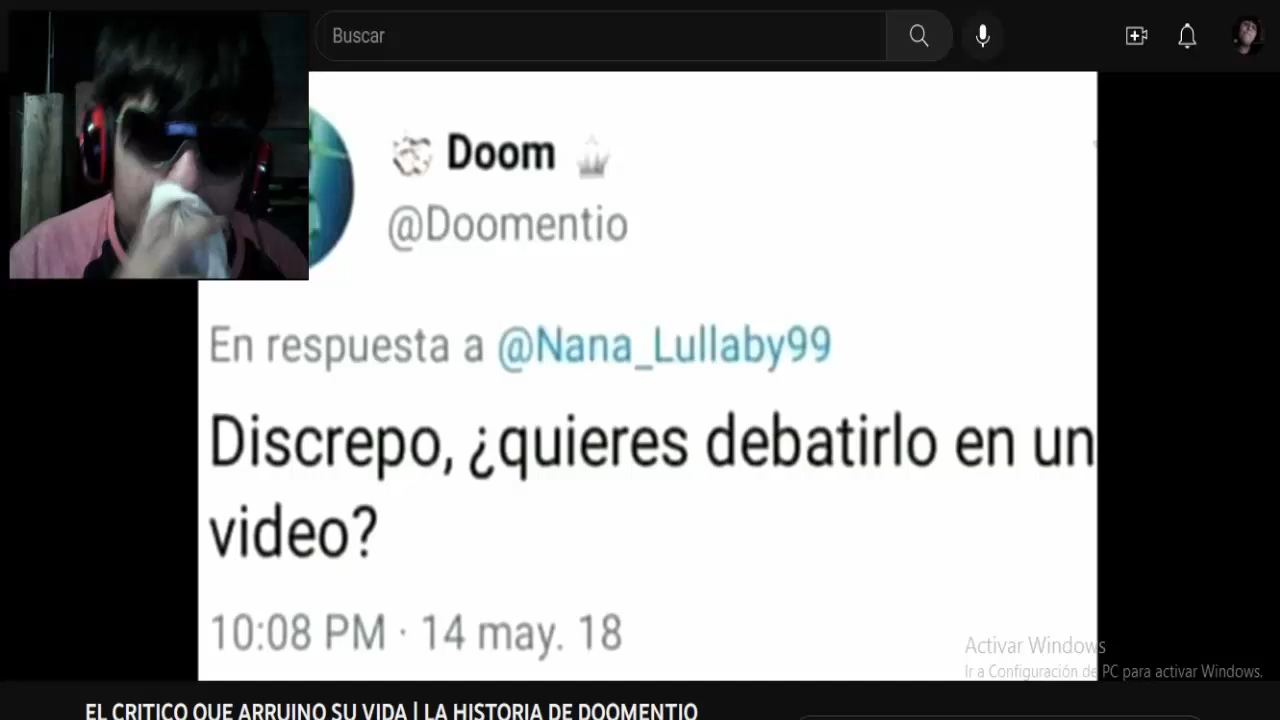 Buscar
Doom
@Doomentio
En respuesta a @Nana_Lullaby99
Discrepo, ¿quieres debatirlo en un
video?
10:08 PM · 14 may. 18
Activar Windows
Ir a Configuración de PC para activar Windows.
EL CRITICO QUE ARRUINO SU VIDA | LA HISTORIA DE DOOMENTIO